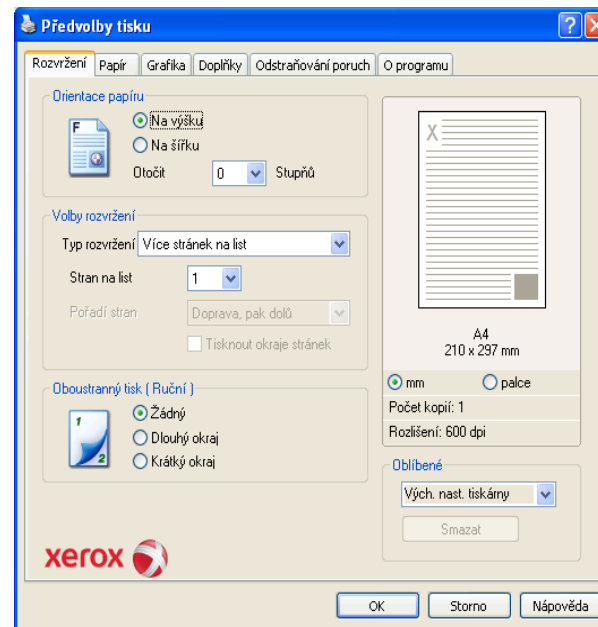 Předvolby tisku
Rozvržení Papír Grafika Doplňky Odstraňování poruch O programu
Orientace papíru
F
Na výšku
Na šířku
Otočit 0 Stupňů
Volby rozvržení
Typ rozvržení Více stránek na list
Stran na list 1
Pořadí stran Doprava, pak dolů
Tisknout okraje stránek
Oboustranný tisk ( Ruční )
1
2
Žádný
Dlouhý okraj
Krátký okraj
xerox
X
A4
210 x 297 mm
mm palce
Počet kopií: 1
Rozlišení: 600 dpi
Oblíbené
Vých. nast. tiskárny
Smazat
OK Storno Nápověda